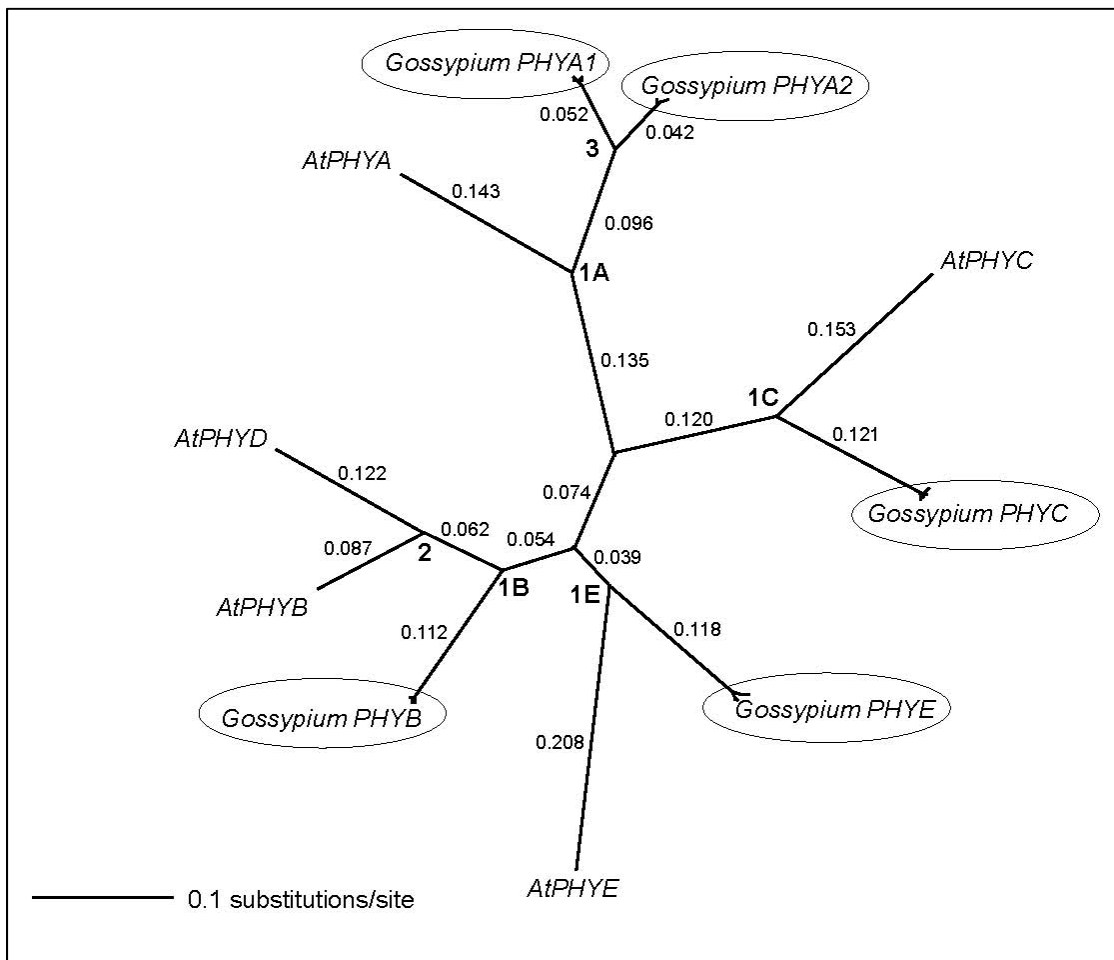 Gossypium PHYA1
Gossypium PHYA2
0.052
0.042
3
AtPHYA
0.143
0.096
1A
AtPHYC
0.153
0.135
1C
0.120
0.121
AtPHYD
0.122
0.074
Gossypium PHYC
0.062
0.054
0.087
2
0.039
1B
1E
AtPHYB
0.112
0.118
Gossypium PHYB
Gossypium PHYE
0.208
AtPHYE
0.1 substitutions/site